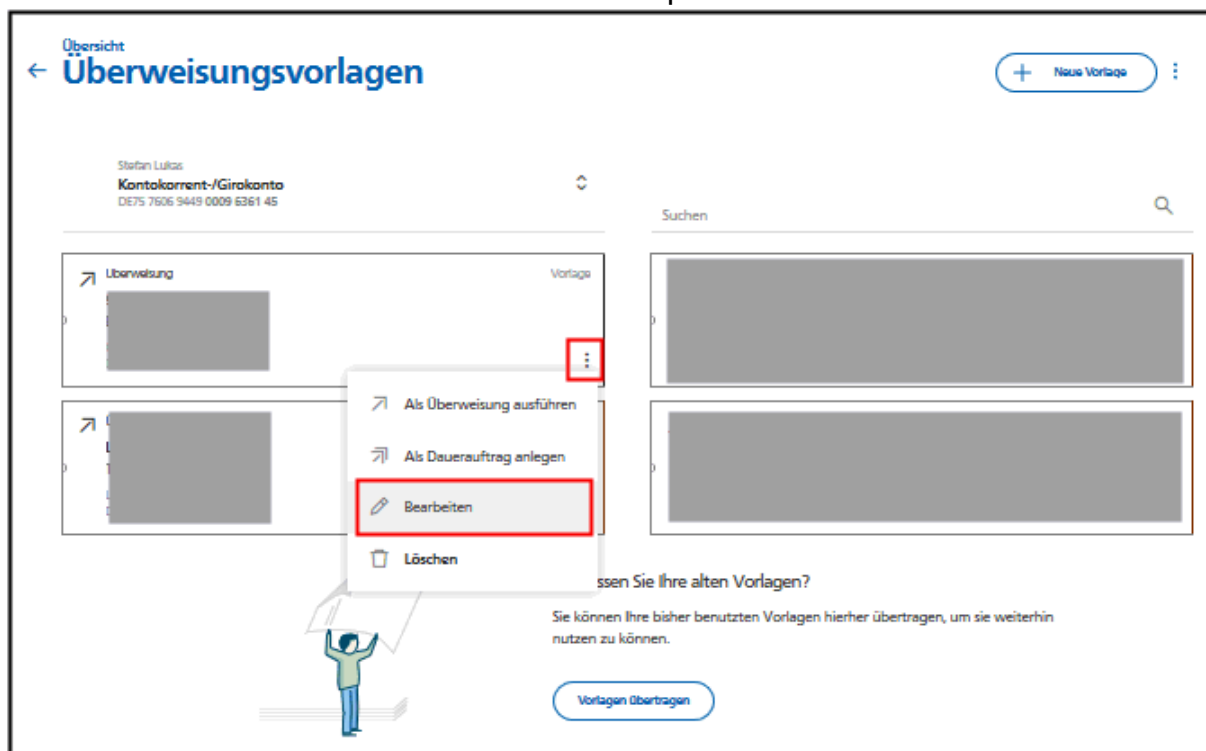 Übersicht
← Überweisungsvorlagen
+ Neue Vorlage
Stefan Lukas
Kontokorrent-/Girokonto
DE75 7606 9449 0009 6361 45
Suchen
Uberweisung
Vorlage
Als Überweisung ausführen
Als Dauerauftrag anlegen
Bearbeiten
Löschen
ssen Sie Ihre alten Vorlagen?
Sie können Ihre bisher benutzten Vorlagen hierher übertragen, um sie weiterhin
nutzen zu können.
Vorlagen übertragen